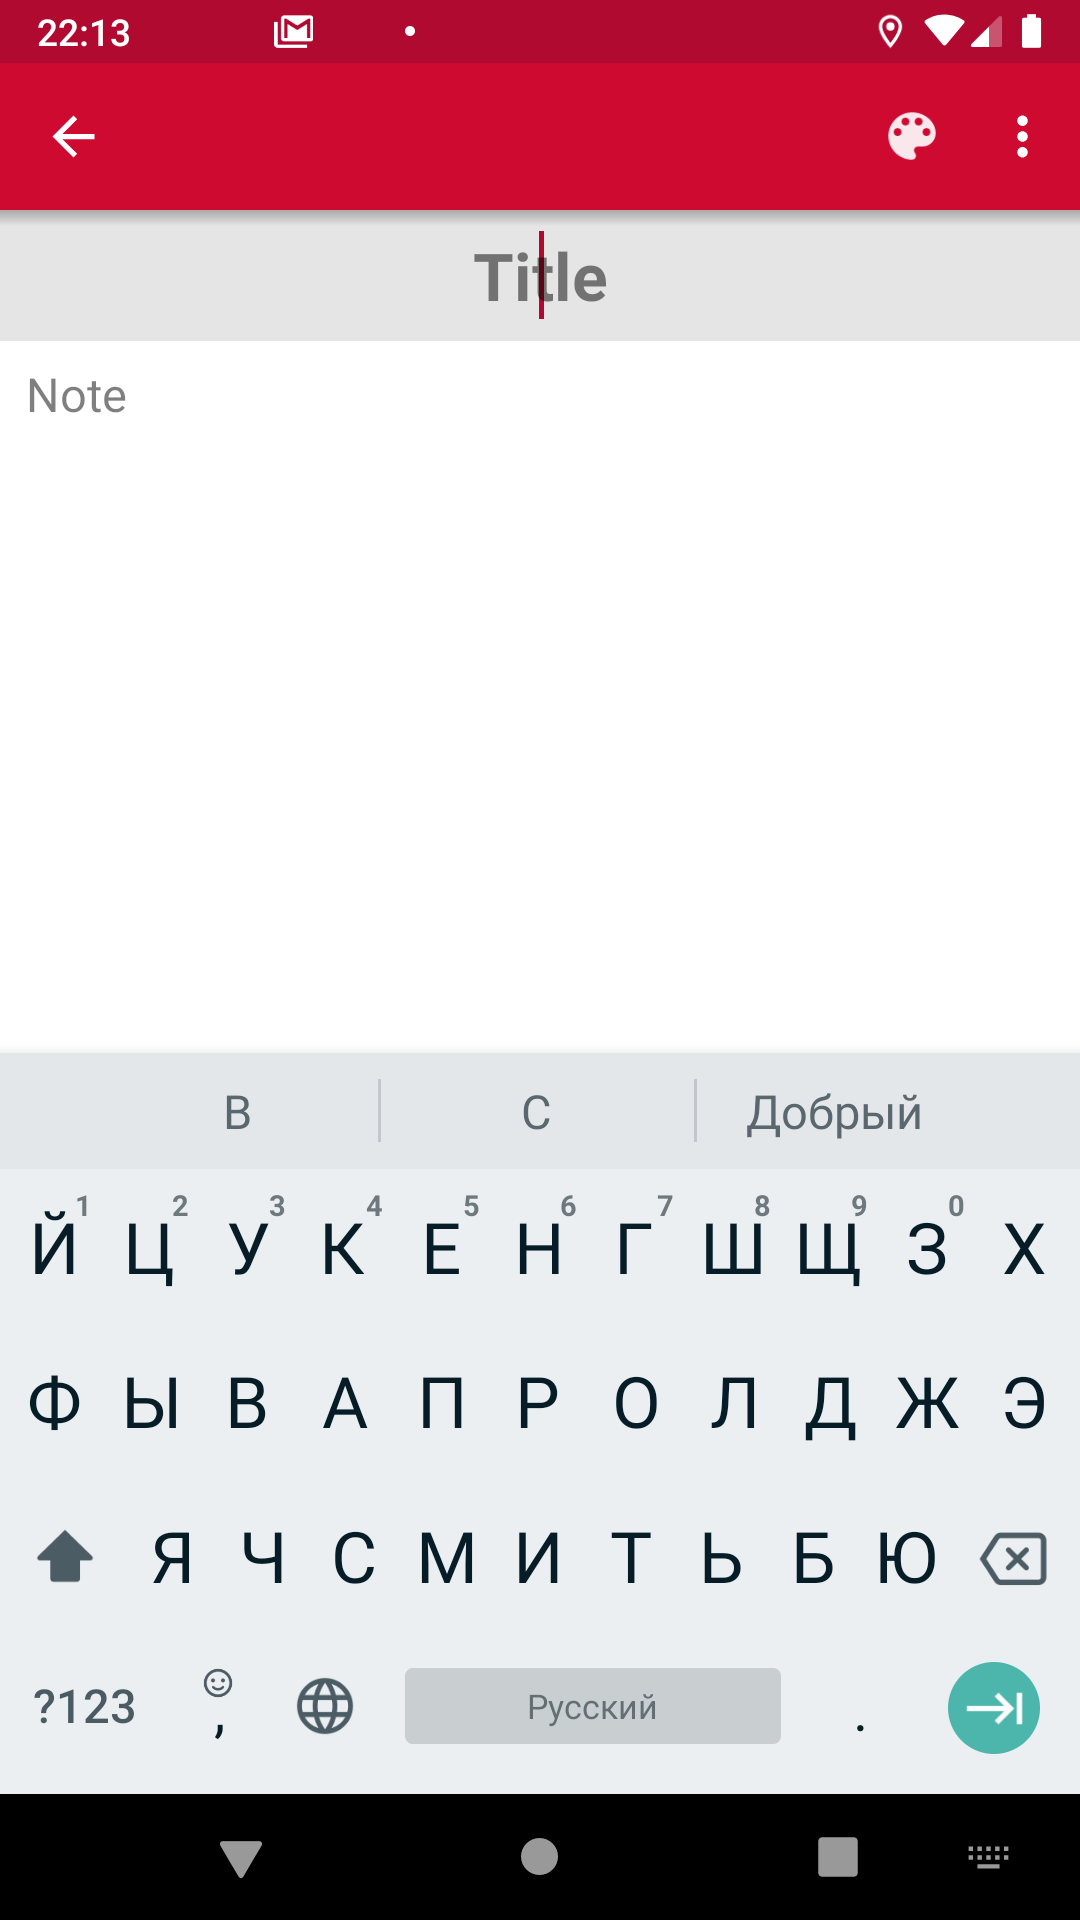 22:13
Title
Note
В С Добрый
1 2 3 4 5 6 7 8 9 0
Й Ц У К Е Н Г Ш Щ З Х
Ф Ы В А П Р О Л Д Ж Э
Я Ч С М И Т Ь Б Ю
?123 , Русский .